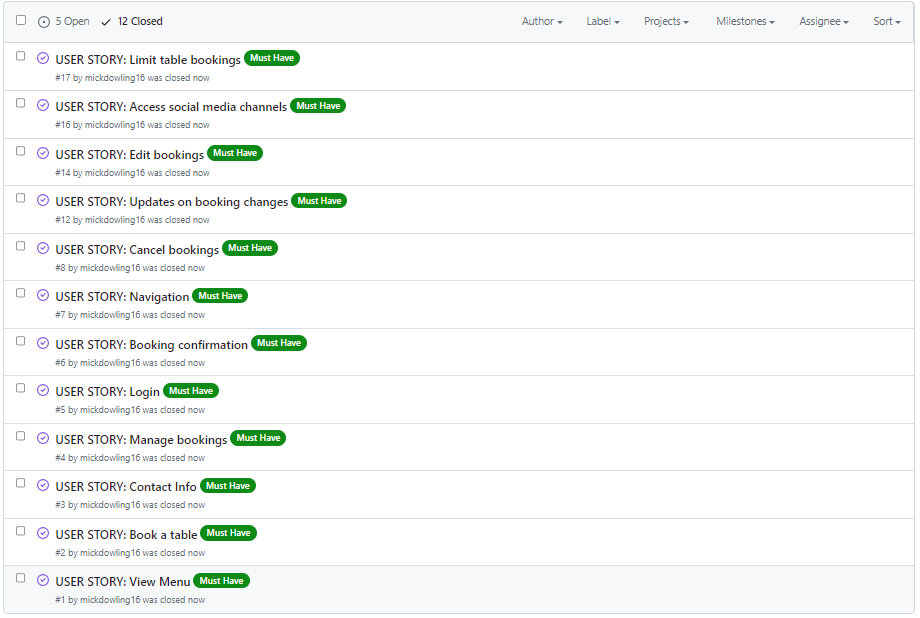 5 Open 12 Closed Author Label Projects Milestones Assignee Sort
USER STORY: Limit table bookings Must Have
#17 by mickdowling16 was closed now
USER STORY: Access social media channels Must Have
#16 by mickdowling16 was closed now
USER STORY: Edit bookings Must Have
#14 by mickdowling16 was closed now
USER STORY: Updates on booking changes Must Have
#12 by mickdowling16 was closed now
USER STORY: Cancel bookings Must Have
#8 by mickdowling16 was closed now
USER STORY: Navigation Must Have
#7 by mickdowling16 was closed now
USER STORY: Booking confirmation Must Have
#6 by mickdowling16 was closed now
USER STORY: Login Must Have
#5 by mickdowling16 was closed now
USER STORY: Manage bookings Must Have
#4 by mickdowling16 was closed now
USER STORY: Contact Info Must Have
#3 by mickdowling16 was closed now
USER STORY: Book a table Must Have
#2 by mickdowling16 was closed now
USER STORY: View Menu Must Have
#1 by mickdowling16 was closed now